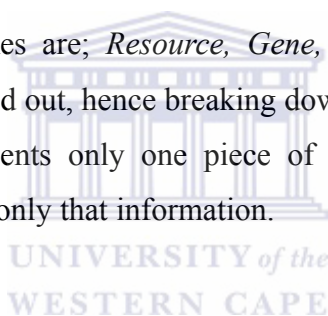 es are; Resource, Gene,
d out, hence breaking dow
ents only one piece of
only that information.
UNIVERSITY of the
WESTERN CAPE